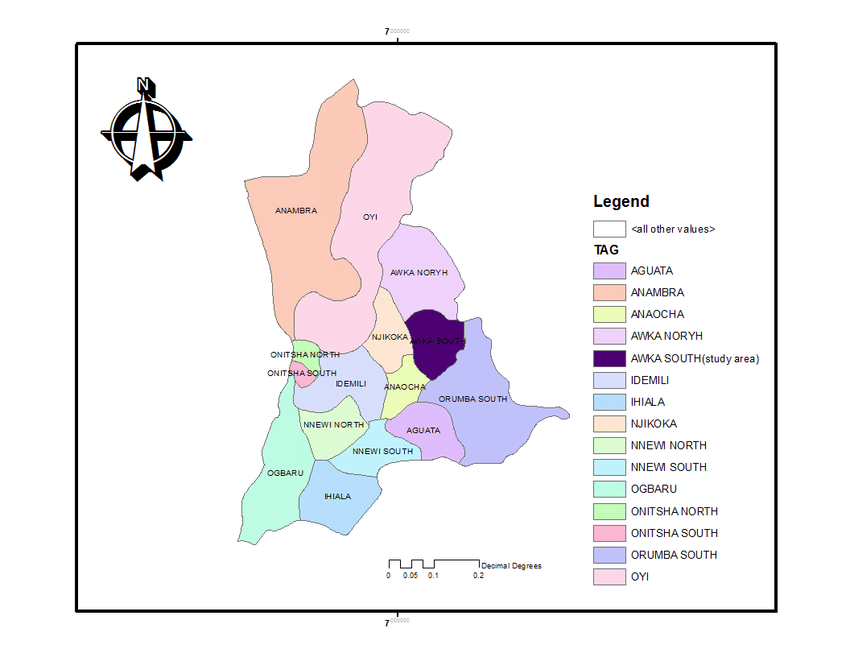 7°000000
N
ANAMBRA
OYI
AWKA NORYH
NJIKOKA
AWKA SOUTH
ONITSHA NORTH
ONITSHA SOUTH
IDEMILI
ANAOCHA
ORUMBA SOUTH
NNEWI NORTH
AGUATA
NNEWI SOUTH
OGBARU
IHIALA
Legend
<all other values>
TAG
AGUATA
ANAMBRA
ANAOCHA
AWKA NORYH
AWKA SOUTH(study area)
IDEMILI
IHIALA
NJIKOKA
NNEWI NORTH
NNEWI SOUTH
OGBARU
ONITSHA NORTH
ONITSHA SOUTH
ORUMBA SOUTH
OYI
Decimal Degrees
0 0.05 0.1 0.2
7°000000